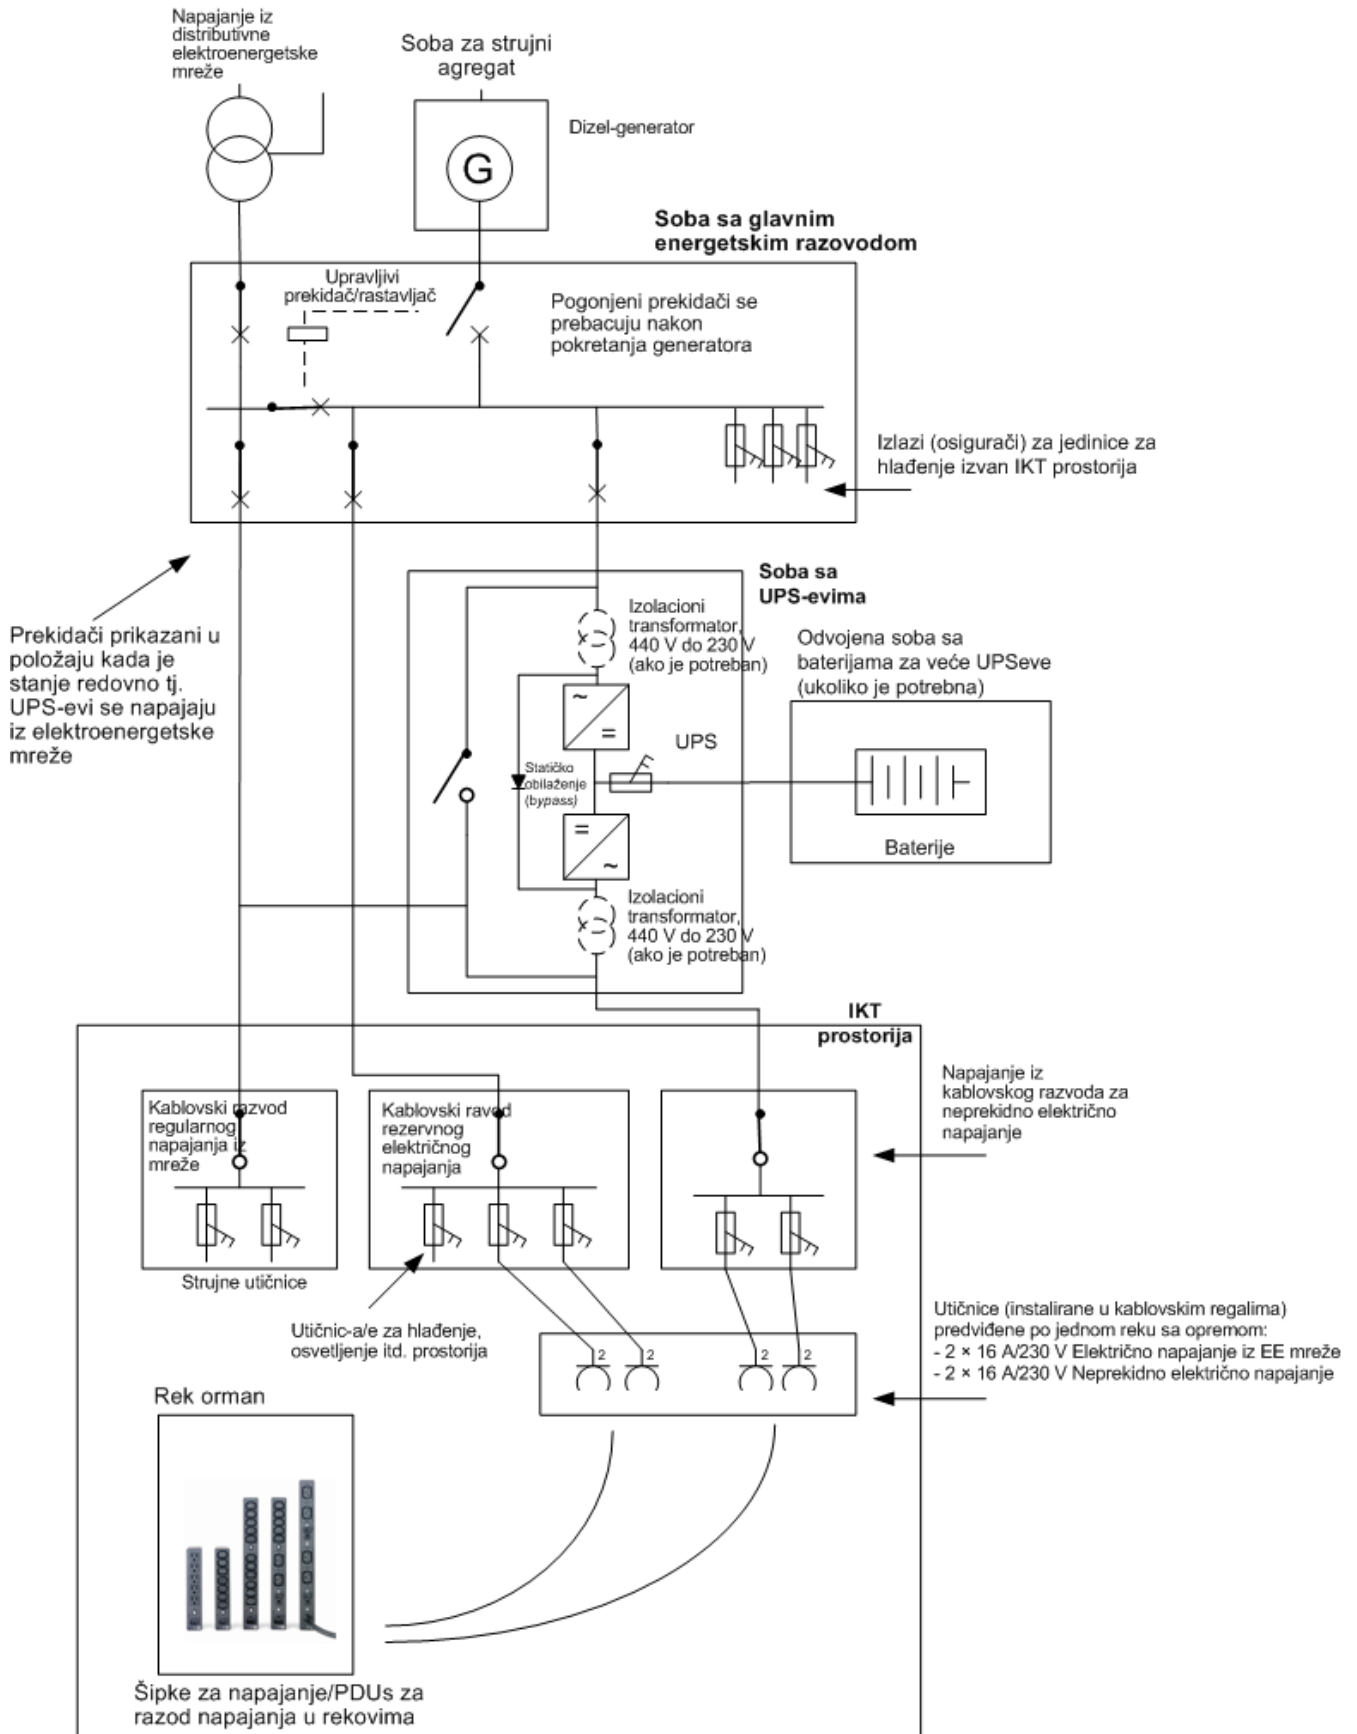 Napajanje iz
distributivne
elektroenergetske
mreže
Soba za strujni
agregat
Dizel-generator
G
Soba sa glavnim
energetskim razovodom
Upravljivi
prekidač/rastavljač
Pogonjeni prekidači se
prebacuju nakon
pokretanja generatora
Izlazi (osigurači) za jedinice za
hlađenje izvan IKT prostorija
Prekidači prikazani u
položaju kada je
stanje redovno tj.
UPS-evi se napajaju
iz elektroenergetske
mreže
Soba sa
UPS-evima
Izolacioni
transformator,
440 V do 230 V
(ako je potreban)
Odvojena soba sa
baterijama za veće UPSeve
(ukoliko je potrebna)
~
=
UPS
Statičko
obilaženje
(bypass)
=
~
Baterije
Izolacioni
transformator,
440 V do 230 V
(ako je potreban)
IKT
prostorija
Kablovski razvod
regularnog
napajanja iz
mreže
Kablovski ravod
rezervnog
električnog
napajanja
Napajanje iz
kablovskog razvoda za
neprekidno električno
napajanje
Strujne utičnice
Utičnic-a/e za hlađenje,
osvetljenje itd. prostorija
2 2 2 2
Utičnice (instalirane u kablovskim regalima)
predviđene po jednom reku sa opremom:
- 2 × 16 A/230 V Električno napajanje iz EE mreže
- 2 × 16 A/230 V Neprekidno električno napajanje
Rek orman
Šipke za napajanje/PDUs za
razod napajanja u rekovima